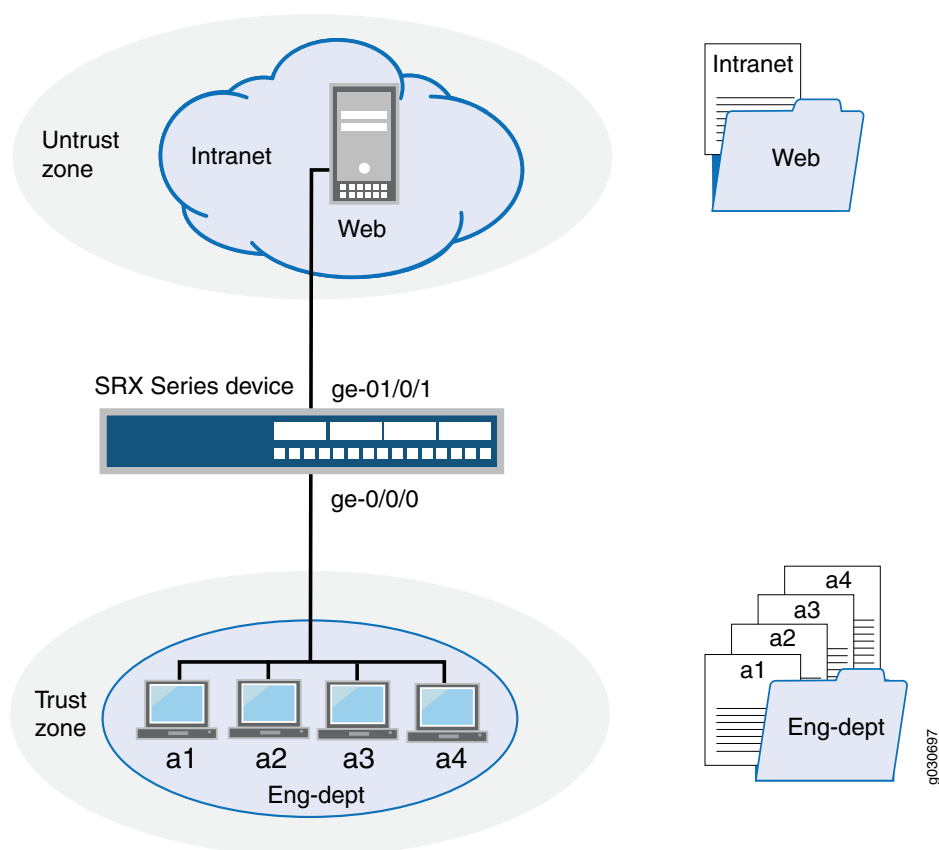 Untrust
zone
Intranet
Web
Intranet
Web
SRX Series device
ge-01/0/1
ge-0/0/0
Trust
zone
a1
a2
a3
a4
Eng-dept
a4
a3
a2
a1
Eng-dept
g030697